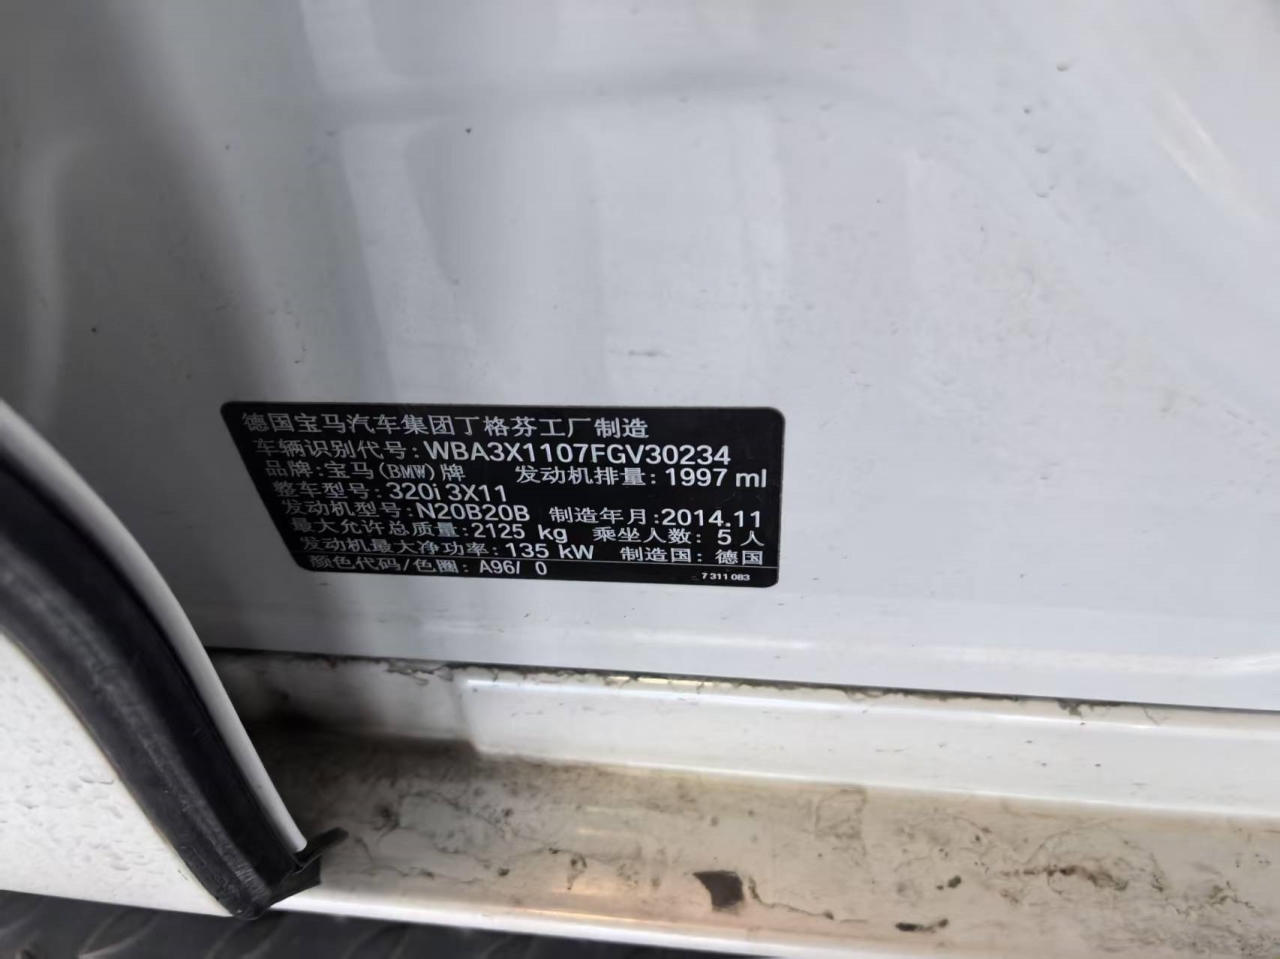 德国宝马汽车集团丁格芬工厂制造
车辆识别代号: WBA3X1107FGV30234
品牌: 宝马(BMW)牌 发动机排量: 1997 ml
整车型号: 320i 3X11
发动机型号: N20B20B 制造年月: 2014.11
最大允许总质量: 2125 kg 乘坐人数: 5 人
发动机最大净功率: 135 kW 制造国: 德国
颜色代码/色圈: A96/ 0
7 311 083